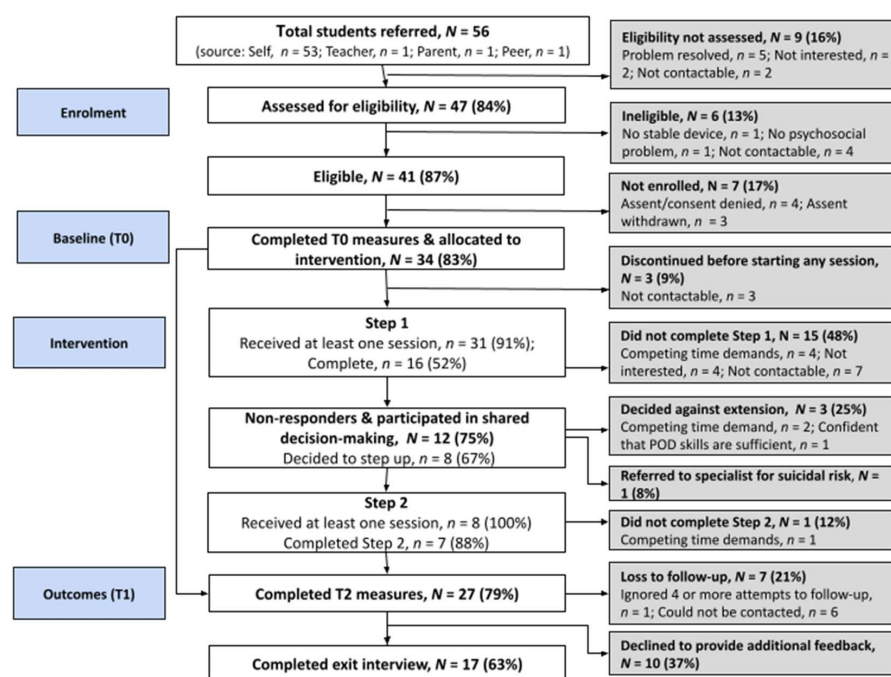 Total students referred, N = 56
(source: Self, n = 53; Teacher, n = 1; Parent, n = 1; Peer, n = 1)
Eligibility not assessed, N = 9 (16%)
Problem resolved, n = 5; Not interested, n =
2; Not contactable, n = 2
Enrolment
Assessed for eligibility, N = 47 (84%)
Ineligible, N = 6 (13%)
No stable device, n = 1; No psychosocial
problem, n = 1; Not contactable, n = 4
Eligible, N = 41 (87%)
Not enrolled, N = 7 (17%)
Assent/consent denied, n = 4; Assent
withdrawn, n = 3
Baseline (T0)
Completed T0 measures & allocated to
intervention, N = 34 (83%)
Discontinued before starting any session,
N = 3 (9%)
Not contactable, n = 3
Intervention
Step 1
Received at least one session, n = 31 (91%);
Complete, n = 16 (52%)
Did not complete Step 1, N = 15 (48%)
Competing time demands, n = 4; Not
interested, n = 4; Not contactable, n = 7
Non-responders & participated in shared
decision-making, N = 12 (75%)
Decided to step up, n = 8 (67%)
Decided against extension, N = 3 (25%)
Competing time demand, n = 2; Confident
that POD skills are sufficient, n = 1
Referred to specialist for suicidal risk, N =
1 (8%)
Step 2
Received at least one session, n = 8 (100%)
Completed Step 2, n = 7 (88%)
Did not complete Step 2, N = 1 (12%)
Competing time demands, n = 1
Outcomes (T1)
Completed T2 measures, N = 27 (79%)
Loss to follow-up, N = 7 (21%)
Ignored 4 or more attempts to follow-up,
n = 1; Could not be contacted, n = 6
Completed exit interview, N = 17 (63%)
Declined to provide additional feedback,
N = 10 (37%)